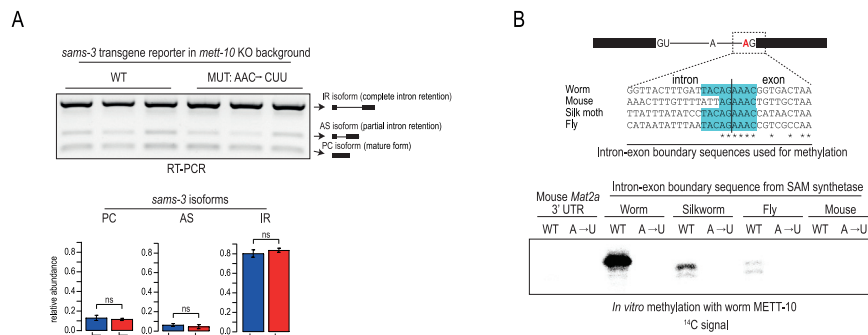 A
sams-3 transgene reporter in mett-10 KO background
WT MUT: AAC→ CUU
IR isoform (complete intron retention)
AS isoform (partial intron retention)
PC isoform (mature form)
RT-PCR
sams-3 isoforms
PC AS IR
relative abundance
0.8 0.8 0.8
0.6 0.6 0.6
0.4 0.4 0.4
0.2 0.2 0.2
0.0 0.0 0.0
ns ns ns
B
GU A AG
intron exon
Worm GGTTACTTTGATTACAGAAACGGTGACTAA
Mouse AAACTTTGTTTTATTAGAAACTGTTGCTAA
Silk moth TTATTTATATCCTACAGAAACCATCACTAA
Fly CATAATATTTAATACAGAAACCGTCGCCAA
* * * * * * * * *
Intron-exon boundary sequences used for methylation
Mouse Mat2a
3' UTR
Intron-exon boundary sequence from SAM synthetase
Worm Silkworm Fly Mouse
WT A→U WT A→U WT A→U WT A→U WT A→U
In vitro methylation with worm METT-10
¹⁴C signal